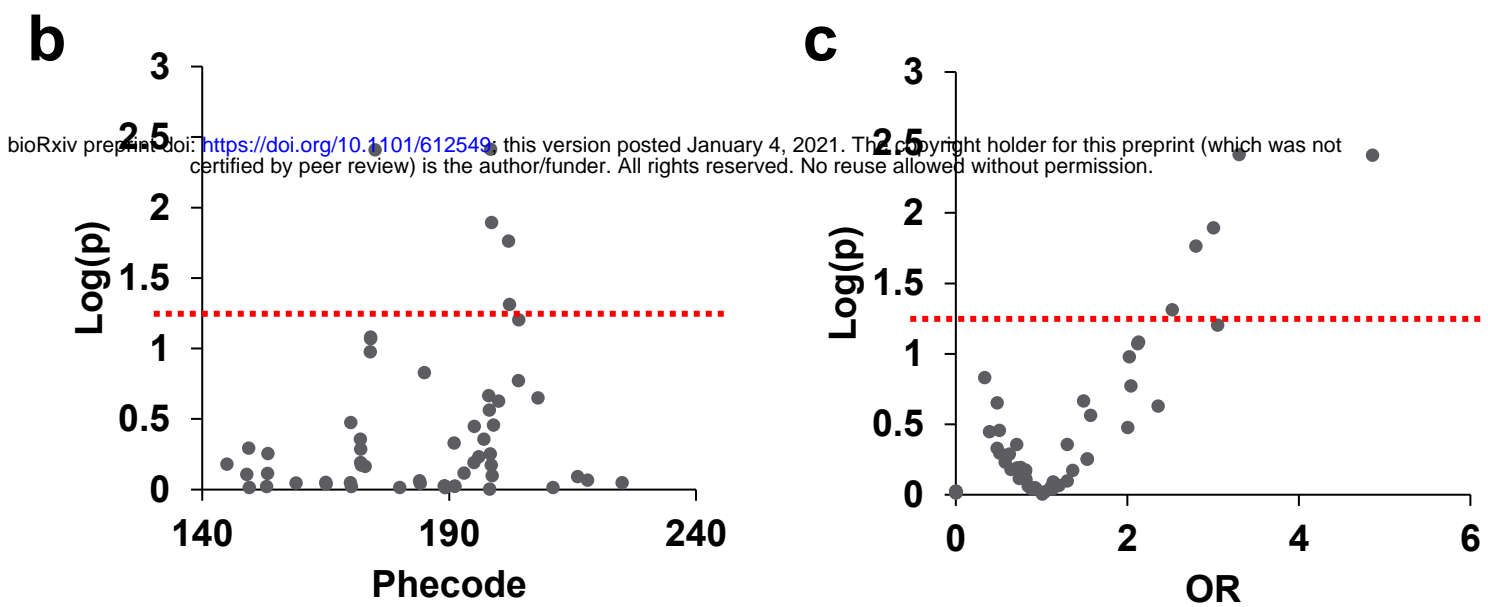 b
c
3
3
bioRxiv preprint doi: https://doi.org/10.1101/612549; this version posted January 4, 2021. The copyright holder for this preprint (which was not
certified by peer review) is the author/funder. All rights reserved. No reuse allowed without permission.
2.5
2
1.5
1
0.5
0
Log(p)
140
190
240
Phecode
2.5
2
1.5
1
0.5
0
Log(p)
0
2
4
6
OR